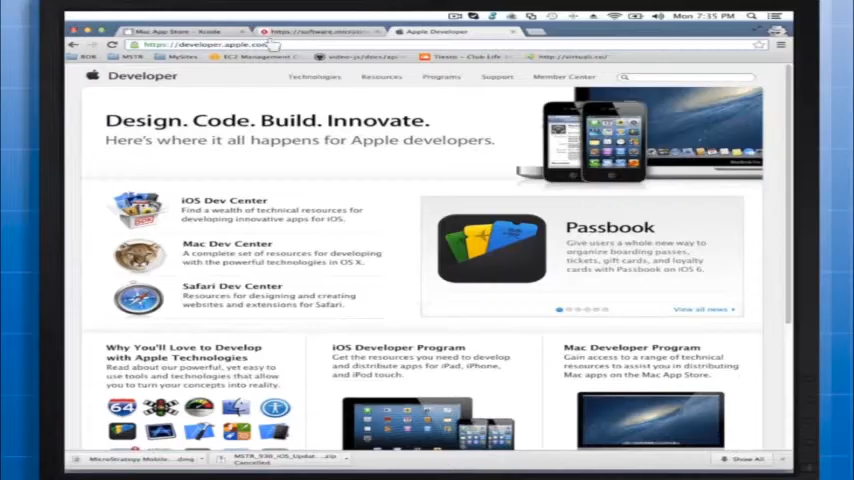 Mon 7:35 PM
Mac App Store - Xcode
Apple Developer
https://developer.apple.com
MSTR
MySites
Developer
Technologies
Resources
Programs
Support
Member Center
Design. Code. Build. Innovate.
Here's where it all happens for Apple developers.
iOS Dev Center
Find a wealth of technical resources for
developing innovative apps for iOS.
Mac Dev Center
A complete set of resources for developing
with the powerful technologies in OS X.
Safari Dev Center
Resources for designing and creating
websites and extensions for Safari.
Passbook
Give users a whole new way to
organize boarding passes,
tickets, gift cards, and loyalty
cards with Passbook on iOS 6.
View all news
Why You'll Love to Develop
with Apple Technologies
Read about our powerful, yet easy to
use tools and technologies that allow
you to turn your concepts into reality.
iOS Developer Program
Get the resources you need to develop
and distribute apps for iPad, iPhone,
and iPod touch.
Mac Developer Program
Gain access to a range of technical
resources to assist you in distributing
Mac apps on the Mac App Store.
64
MicroStrategy Mobile-
.dmg
MSTR_930_iOS_Updat...zip
Cancelled
Show All